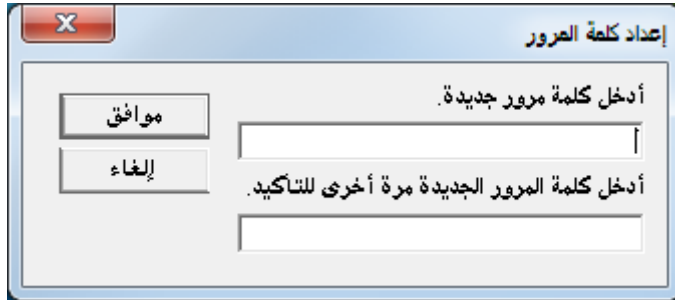 إعداد كلمة المرور
أدخل كلمة مرور جديدة.
موافق
إلغاء
أدخل كلمة المرور الجديدة مرة أخرى للتأكيد.